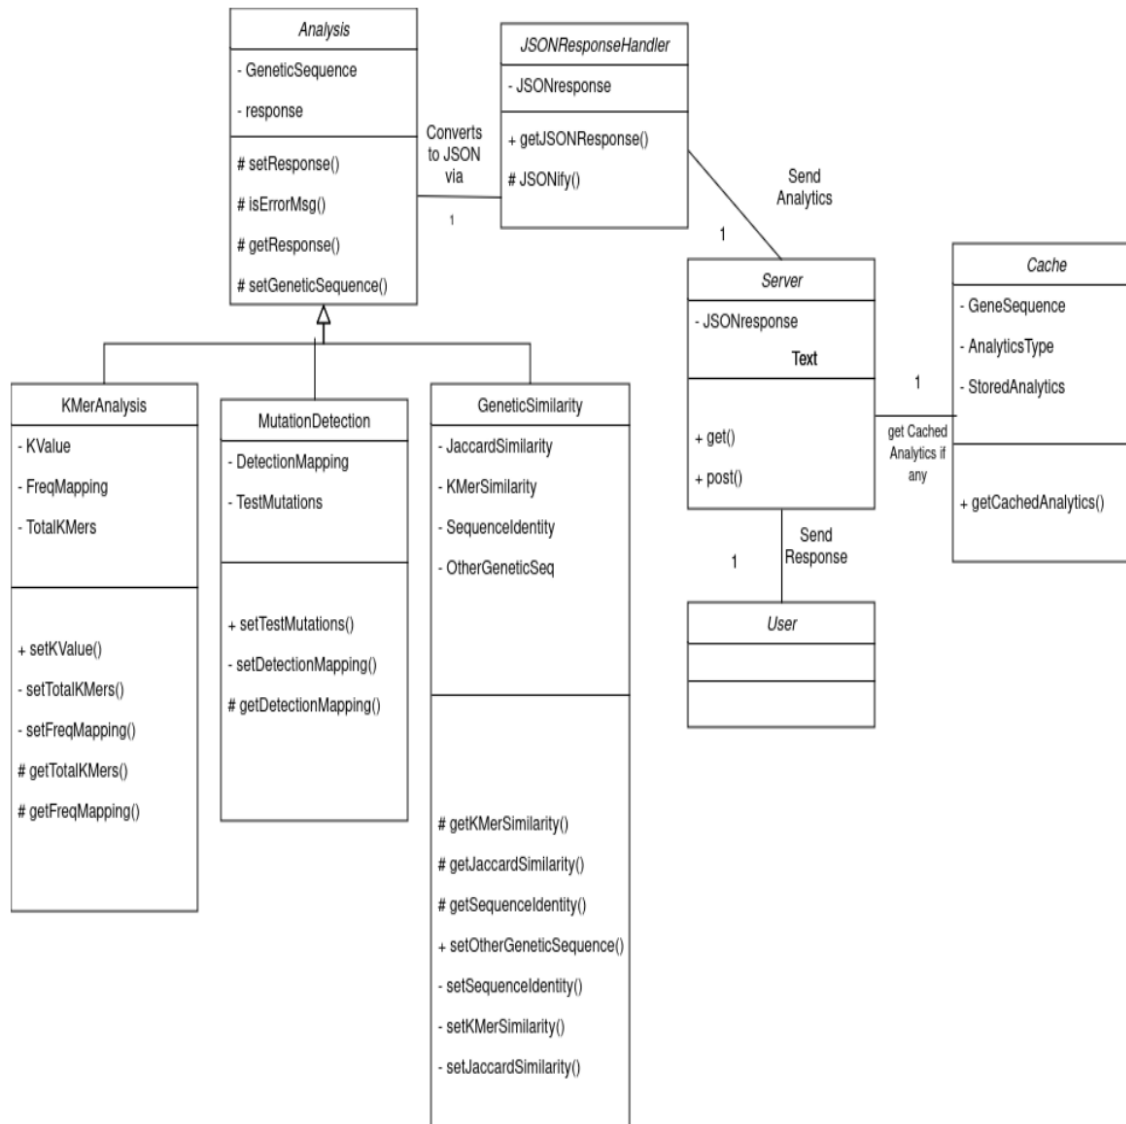 Analysis
- GeneticSequence
- response
# setResponse()
# isErrorMsg()
# getResponse()
# setGeneticSequence()
Converts
to JSON
via
1
JSONResponseHandler
- JSONresponse
+ getJSONResponse()
# JSONify()
Send
Analytics
1
Server
- JSONresponse
Text
+ get()
+ post()
1
get Cached
Analytics if
any
Cache
- GeneSequence
- AnalyticsType
- StoredAnalytics
+ getCachedAnalytics()
Send
Response
1
User
KMerAnalysis
- KValue
- FreqMapping
- TotalKMers
+ setKValue()
- setTotalKMers()
- setFreqMapping()
# getTotalKMers()
# getFreqMapping()
MutationDetection
- DetectionMapping
- TestMutations
+ setTestMutations()
- setDetectionMapping()
# getDetectionMapping()
GeneticSimilarity
- JaccardSimilarity
- KMerSimilarity
- SequenceIdentity
- OtherGeneticSeq
# getKMerSimilarity()
# getJaccardSimilarity()
# getSequenceIdentity()
+ setOtherGeneticSequence()
- setSequenceIdentity()
- setKMerSimilarity()
- setJaccardSimilarity()